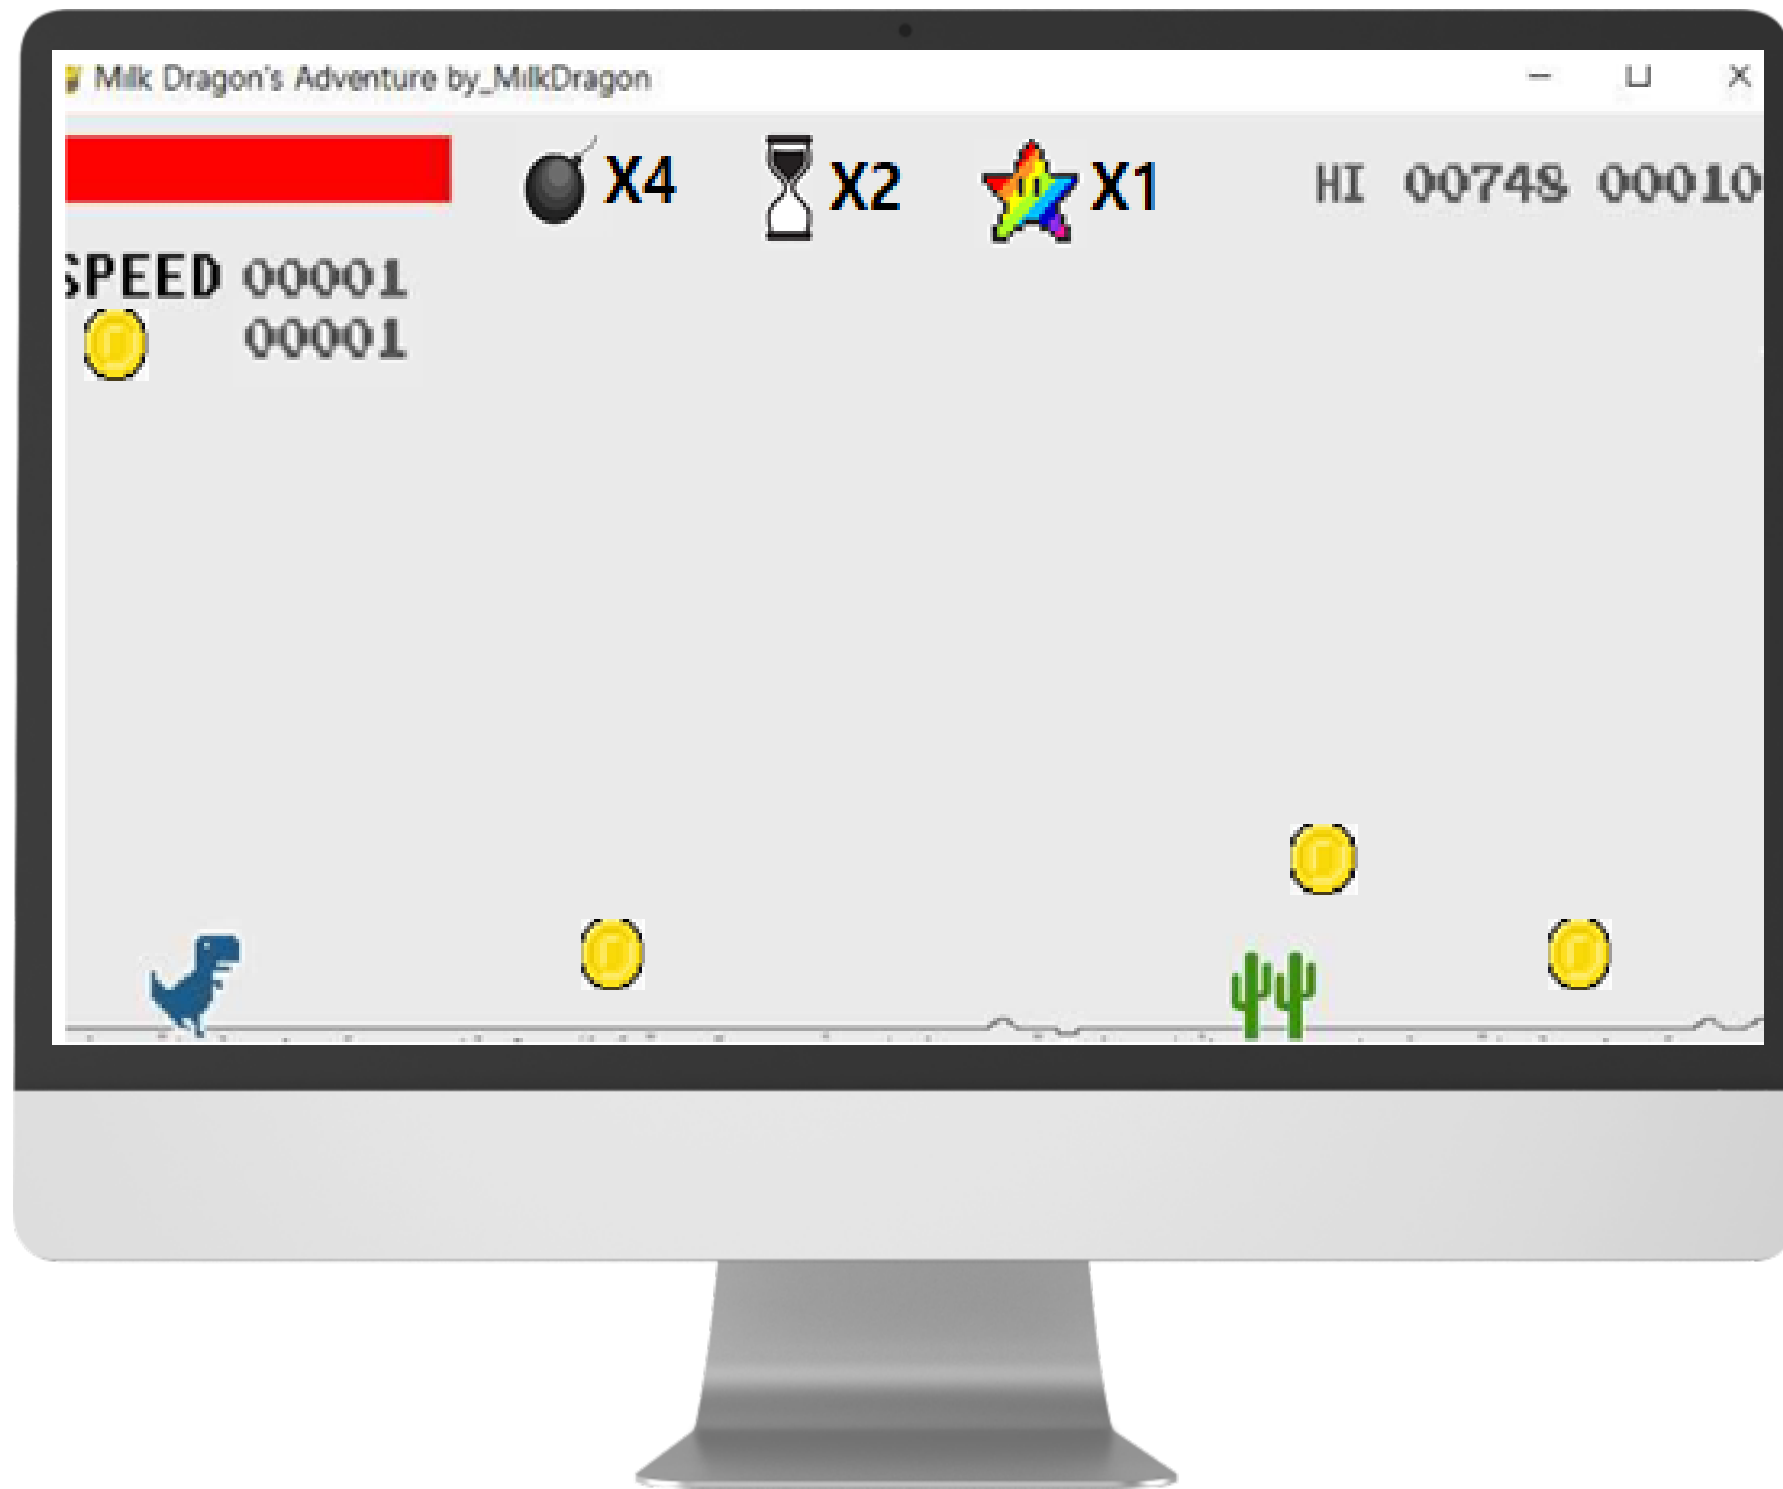 Milk Dragon's Adventure by_MilkDragon
X4 X2 X1 HI 00748 00010
SPEED 00001
00001